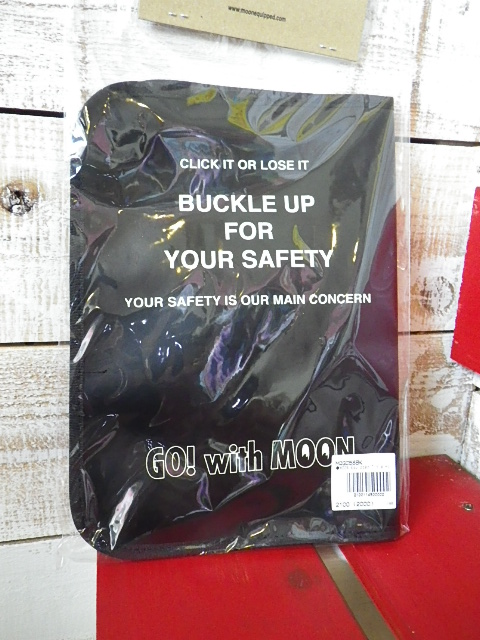 www.moonequipped.com
CLICK IT OR LOSE IT
BUCKLE UP
FOR
YOUR SAFETY
YOUR SAFETY IS OUR MAIN CONCERN
GO! with MOON